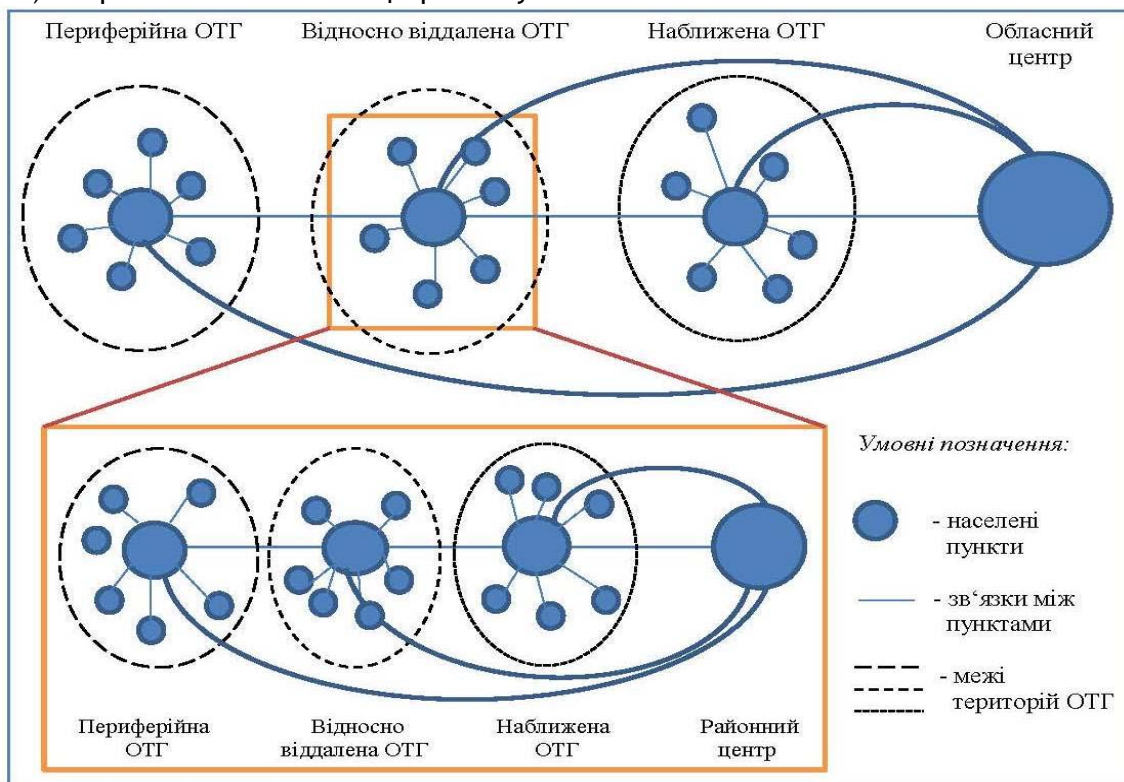 Периферійна ОТГ
Відносно віддалена ОТГ
Наближена ОТГ
Обласний
центр
Умовні позначення:
- населені
пункти
- зв‘язки між
пунктами
- межі
територій ОТГ
Периферійна
ОТГ
Відносно
віддалена ОТГ
Наближена
ОТГ
Районний
центр